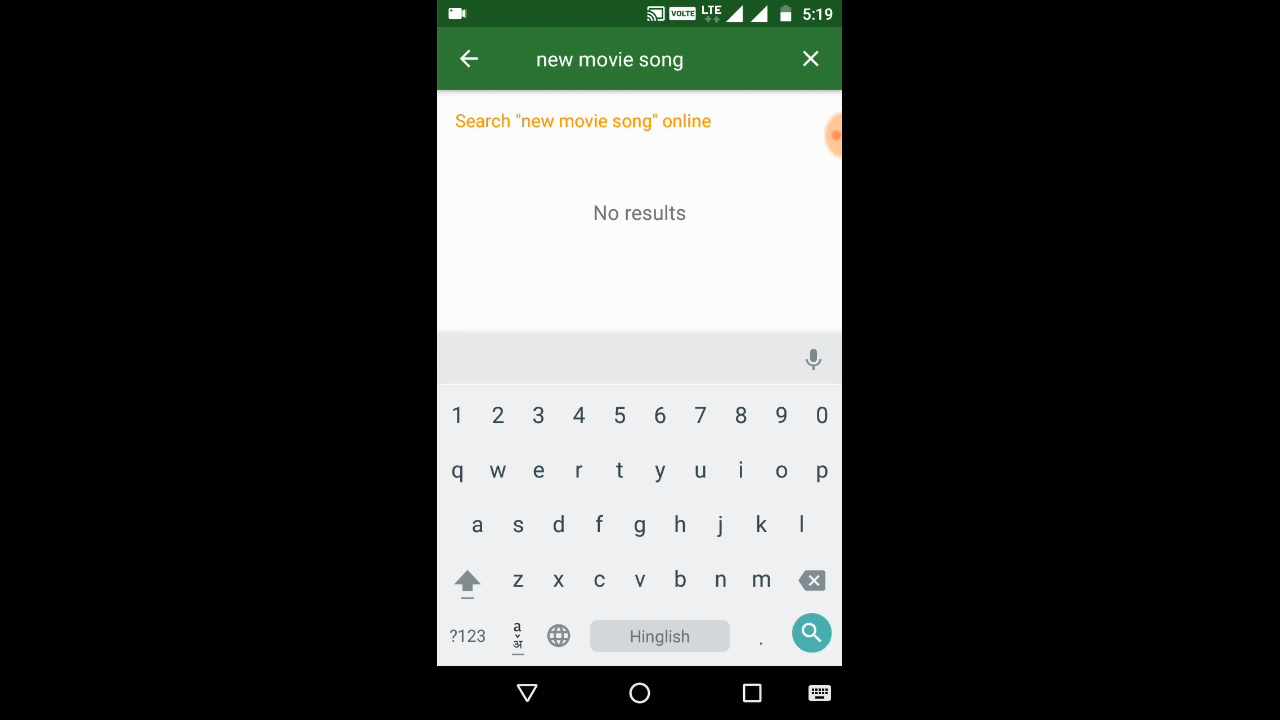 VOLTE LTE 5:19
new movie song
Search "new movie song" online
No results
1 2 3 4 5 6 7 8 9 0
q w e r t y u i o p
a s d f g h j k l
z x c v b n m
?123 a अ Hinglish .